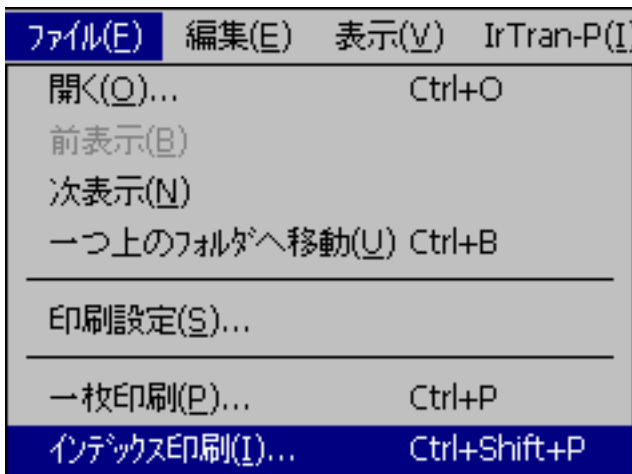 ファイル(F) 編集(E) 表示(V) IrTran-P(I)
開く(O)... Ctrl+O
前表示(B)
次表示(N)
一つ上のフォルダへ移動(U) Ctrl+B
印刷設定(S)...
一枚印刷(P)... Ctrl+P
インデックス印刷(I)... Ctrl+Shift+P